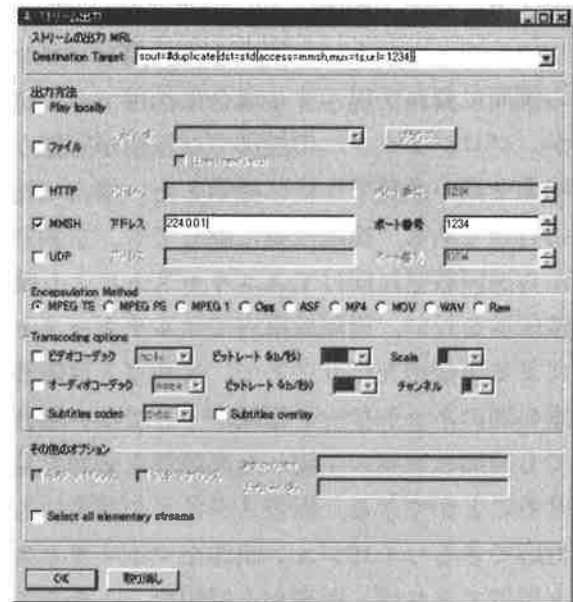 ストリーム出力
ストリームの出力 MRL
Destination Target: :sout=#duplicate{dst=std{access=mmsh,mux=ts,url=:1234}}
出力方法
Play locally
ファイル
HTTP 1234
MMSH アドレス 224.0.0.1 ポート番号 1234
UDP 1234
Encapsulation Method
MPEG TS MPEG PS MPEG 1 Ogg ASF MP4 MOV WAV Raw
Transcoding options
ビデオコーデック ビットレート (kb/秒) Scale
オーディオコーデック ビットレート (kb/秒) チャンネル
Subtitles codec Subtitles overlay
その他のオプション
Select all elementary streams
OK 取り消し